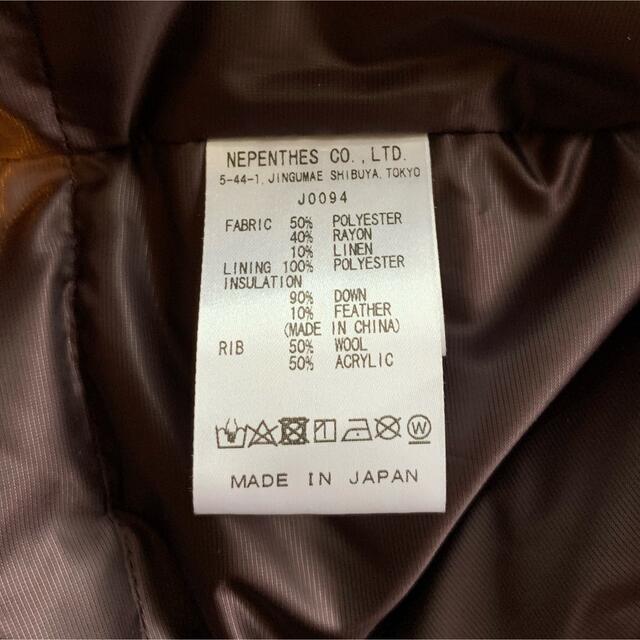 NEPENTHES CO.,LTD.
5-44-1, JINGUMAE SHIBUYA, TOKYO
J0094
FABRIC 50% POLYESTER
40% RAYON
10% LINEN
LINING 100% POLYESTER
INSULATION
90% DOWN
10% FEATHER
(MADE IN CHINA)
RIB 50% WOOL
50% ACRYLIC
W
MADE IN JAPAN